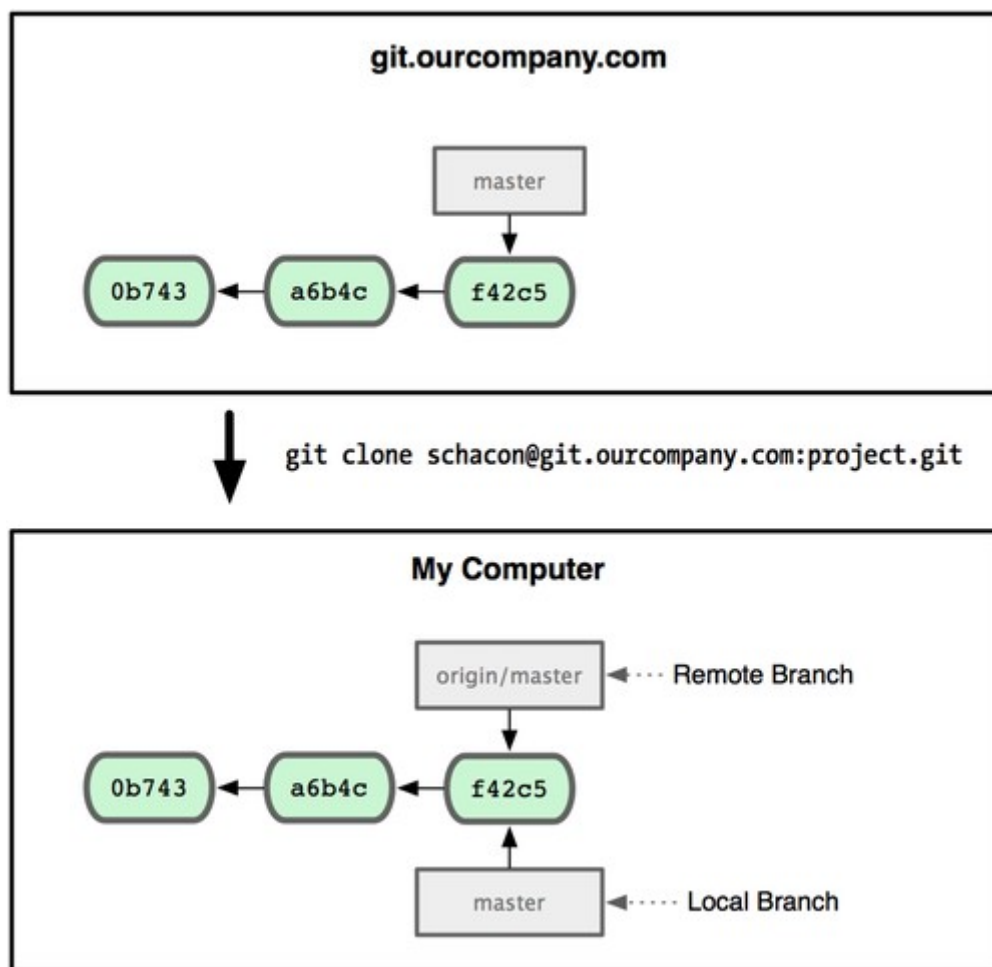 git.ourcompany.com
master
0b743
a6b4c
f42c5
git clone schacon@git.ourcompany.com:project.git
My Computer
origin/master
Remote Branch
0b743
a6b4c
f42c5
master
Local Branch